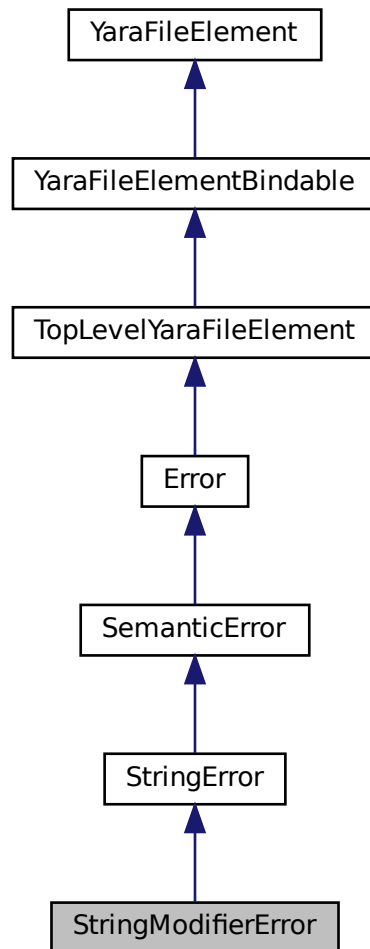 YaraFileElement
YaraFileElementBindable
TopLevelYaraFileElement
Error
SemanticError
StringError
StringModifierError